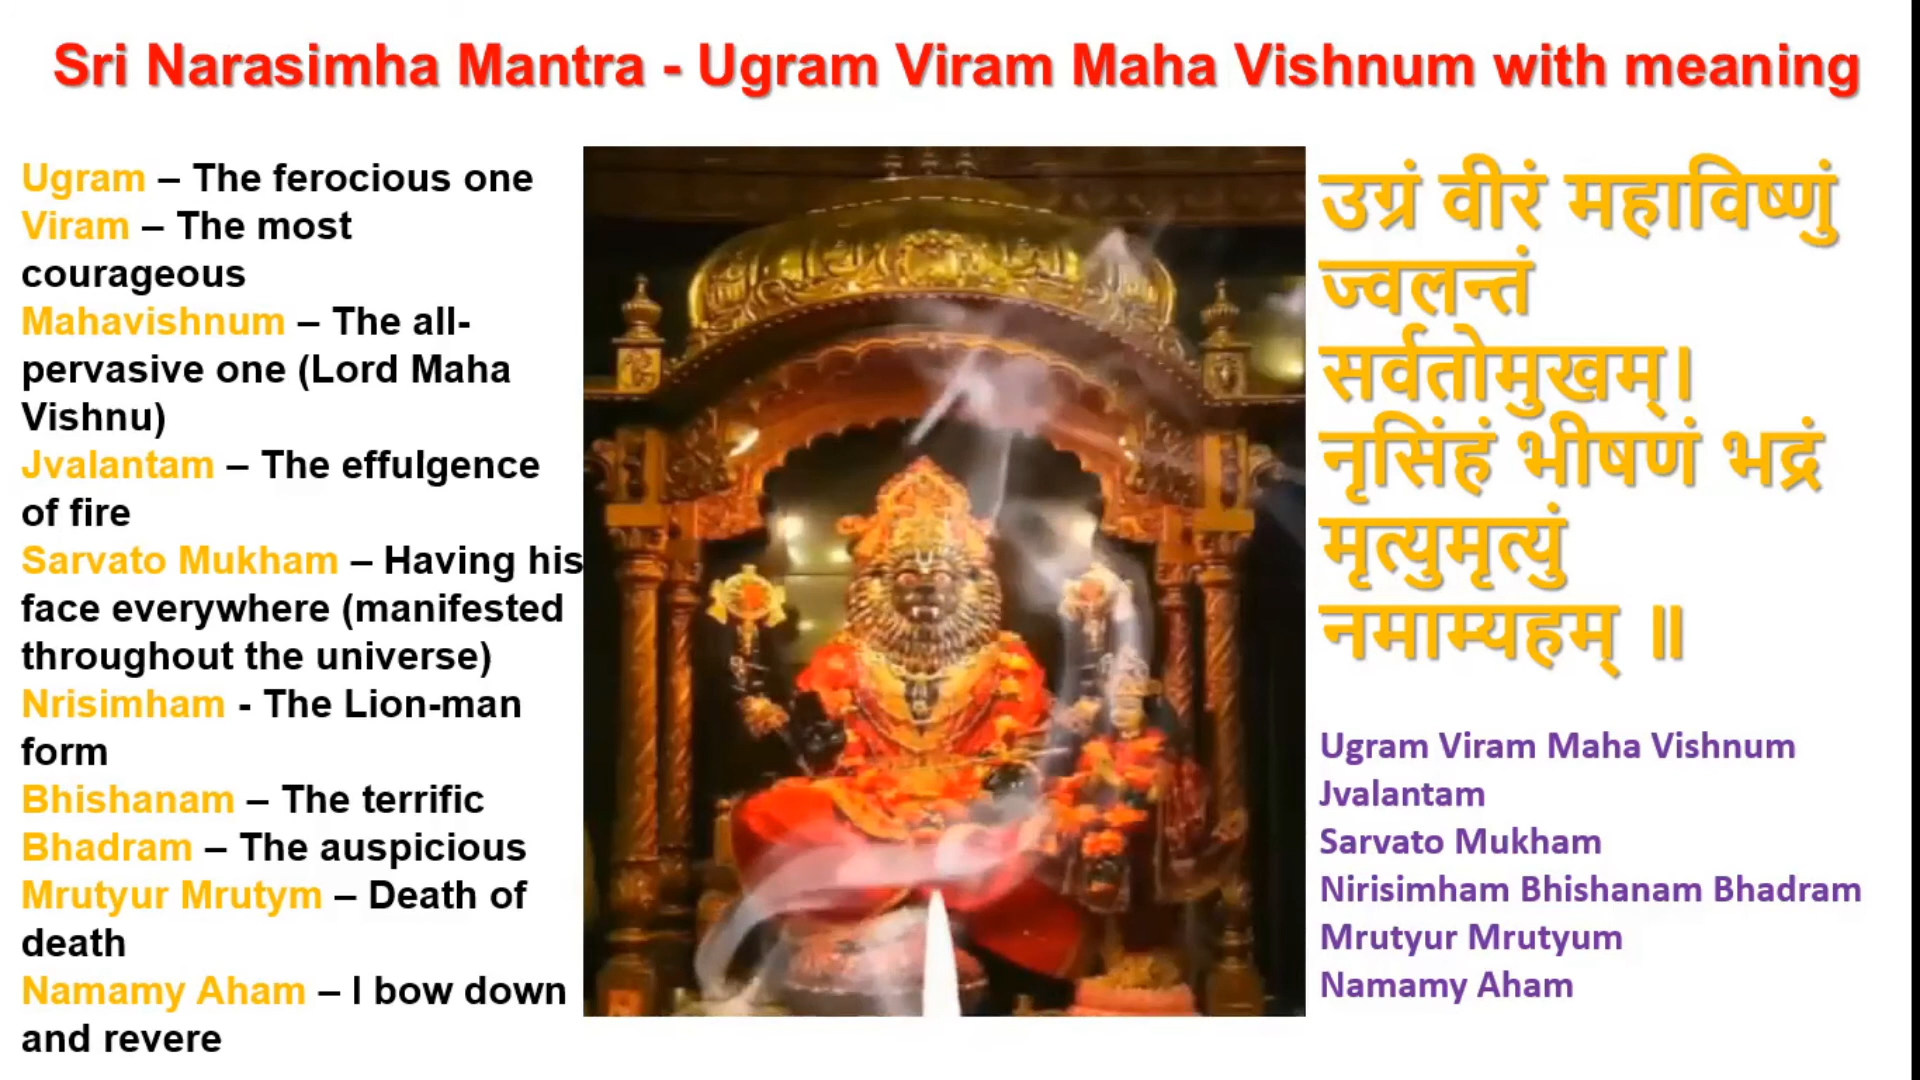 Sri Narasimha Mantra - Ugram Viram Maha Vishnum with meaning
Ugram – The ferocious one
Viram – The most
courageous
Mahavishnum – The all-
pervasive one (Lord Maha
Vishnu)
Jvalantam – The effulgence
of fire
Sarvato Mukham – Having his
face everywhere (manifested
throughout the universe)
Nrisimham - The Lion-man
form
Bhishanam – The terrific
Bhadram – The auspicious
Mrutyur Mrutym – Death of
death
Namamy Aham – I bow down
and revere
उग्रं वीरं महाविष्णुं
ज्वलन्तं
सर्वतोमुखम्।
नृसिंहं भीषणं भद्रं
मृत्युमृत्युं
नमाम्यहम् ॥
Ugram Viram Maha Vishnum
Jvalantam
Sarvato Mukham
Nirisimham Bhishanam Bhadram
Mrutyur Mrutyum
Namamy Aham